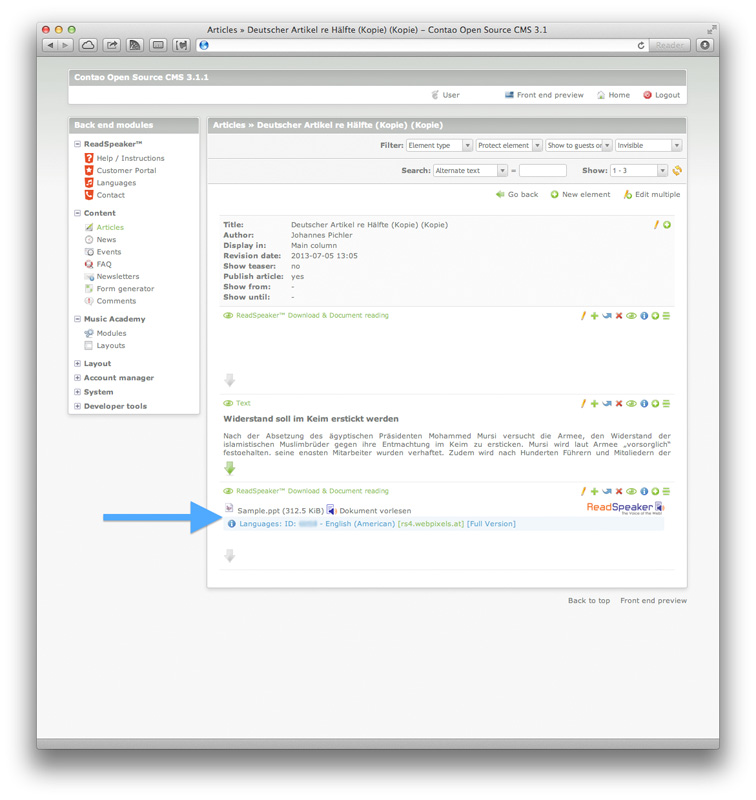 Articles » Deutscher Artikel re Hälfte (Kopie) (Kopie) – Contao Open Source CMS 3.1
Reader
Contao Open Source CMS 3.1.1
User Front end preview Home Logout
Back end modules
ReadSpeaker™
Help / Instructions
Customer Portal
Languages
Contact
Content
Articles
News
Events
FAQ
Newsletters
Form generator
Comments
Music Academy
Modules
Layouts
Layout
Account manager
System
Developer tools
Articles » Deutscher Artikel re Hälfte (Kopie) (Kopie)
Filter: Element type Protect element Show to guests or Invisible
Search: Alternate text = Show: 1 - 3
Go back New element Edit multiple
Title: Deutscher Artikel re Hälfte (Kopie) (Kopie)
Author: Johannes Pichler
Display in: Main column
Revision date: 2013-07-05 13:05
Show teaser: no
Publish article: yes
Show from: -
Show until: -
ReadSpeaker™ Download & Document reading
Text
Widerstand soll im Keim erstickt werden
Nach der Absetzung des ägyptischen Präsidenten Mohammed Mursi versucht die Armee, den Widerstand der
islamistischen Muslimbrüder gegen ihre Entmachtung im Keim zu ersticken. Mursi wird laut Armee „vorsorglich“
festgehalten, seine engsten Mitarbeiter wurden verhaftet. Zudem wird nach Hunderten Führern und Mitgliedern der
ReadSpeaker™ Download & Document reading
Sample.ppt (312.5 KiB) Dokument vorlesen
ReadSpeaker
The Voice of the Web
Languages: ID: - English (American) [rs4.webpixels.at] [Full Version]
Back to top Front end preview